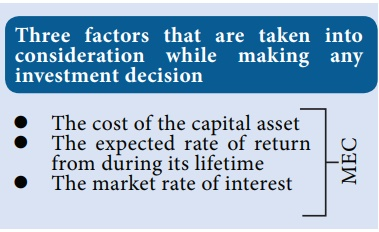 Three factors that are taken into
consideration while making any
investment decision
● The cost of the capital asset
● The expected rate of return
from during its lifetime
● The market rate of interest
MEC